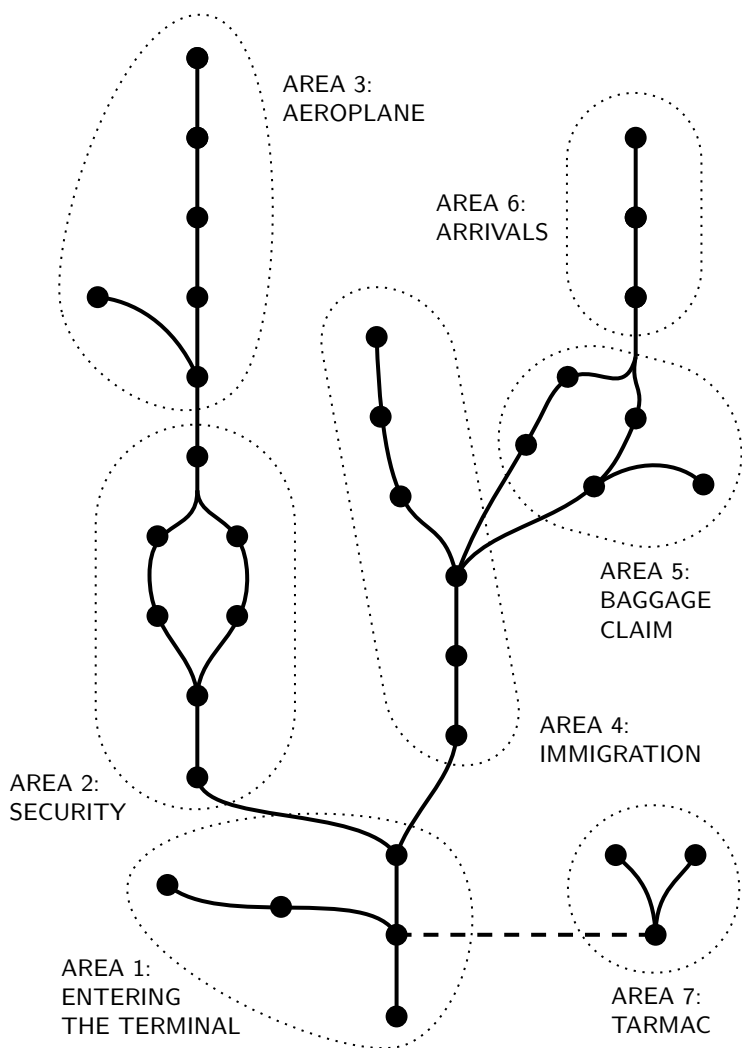 AREA 3:
AEROPLANE
AREA 6:
ARRIVALS
AREA 5:
BAGGAGE
CLAIM
AREA 4:
IMMIGRATION
AREA 2:
SECURITY
AREA 1:
ENTERING
THE TERMINAL
AREA 7:
TARMAC